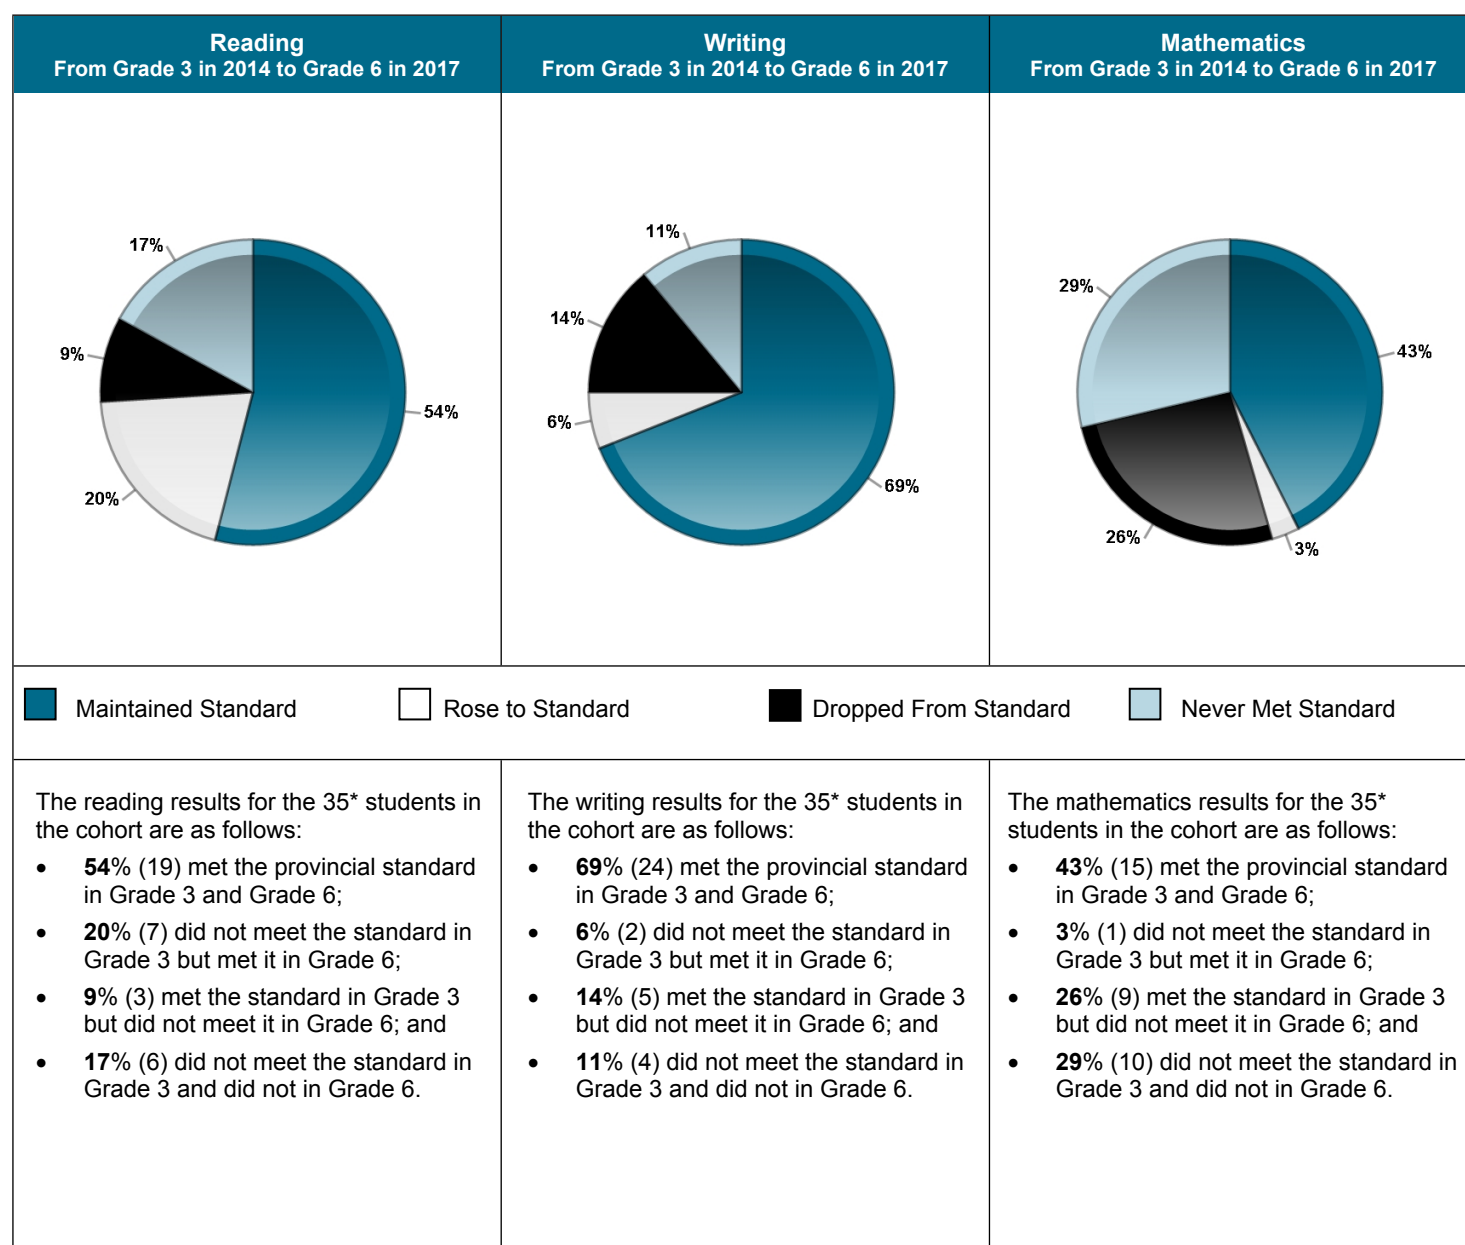 Reading
From Grade 3 in 2014 to Grade 6 in 2017
Writing
From Grade 3 in 2014 to Grade 6 in 2017
Mathematics
From Grade 3 in 2014 to Grade 6 in 2017
17%
9%
20%
54%
11%
14%
6%
69%
29%
43%
26%
3%
Maintained Standard
Rose to Standard
Dropped From Standard
Never Met Standard
The reading results for the 35* students in
the cohort are as follows:
• 54% (19) met the provincial standard
in Grade 3 and Grade 6;
• 20% (7) did not meet the standard in
Grade 3 but met it in Grade 6;
• 9% (3) met the standard in Grade 3
but did not meet it in Grade 6; and
• 17% (6) did not meet the standard in
Grade 3 and did not in Grade 6.
The writing results for the 35* students in
the cohort are as follows:
• 69% (24) met the provincial standard
in Grade 3 and Grade 6;
• 6% (2) did not meet the standard in
Grade 3 but met it in Grade 6;
• 14% (5) met the standard in Grade 3
but did not meet it in Grade 6; and
• 11% (4) did not meet the standard in
Grade 3 and did not in Grade 6.
The mathematics results for the 35*
students in the cohort are as follows:
• 43% (15) met the provincial standard
in Grade 3 and Grade 6;
• 3% (1) did not meet the standard in
Grade 3 but met it in Grade 6;
• 26% (9) met the standard in Grade 3
but did not meet it in Grade 6; and
• 29% (10) did not meet the standard in
Grade 3 and did not in Grade 6.